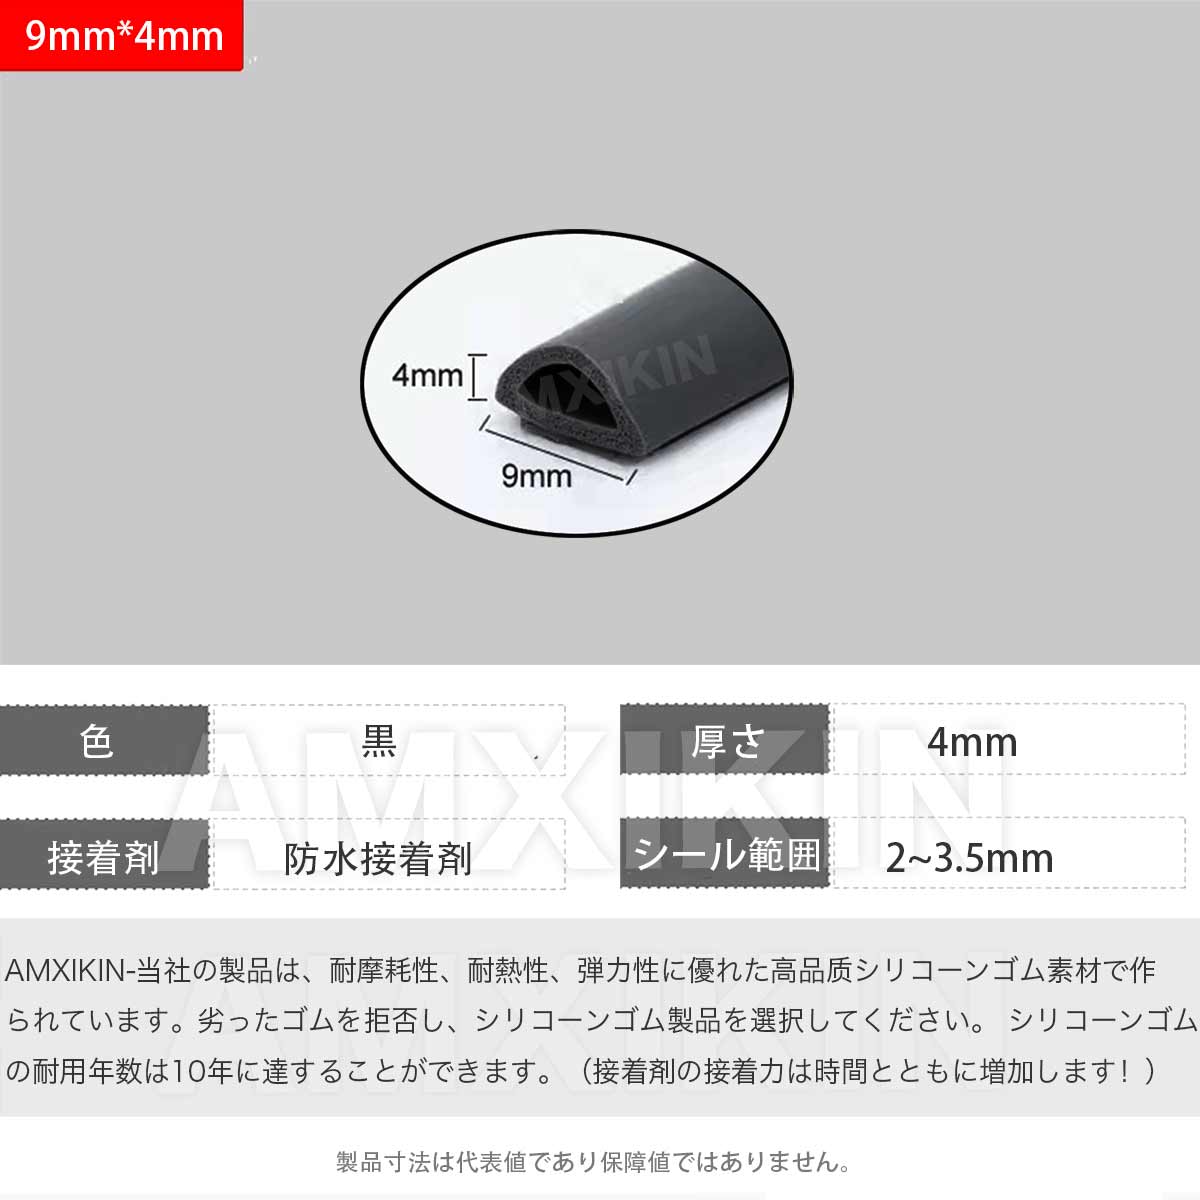 9mm*4mm
AMXIKIN
4mm
9mm
色
黒
厚さ
4mm
AMXIKIN
接着剤
防水接着剤
シール範囲
2~3.5mm
AMXIKIN-当社の製品は、耐摩耗性、耐熱性、弾力性に優れた高品质シリコーンゴム素材で作
られています。劣ったゴムを拒否し、シリコーンゴム製品を選択してください。 シリコーンゴム
の耐用年数は10年に達することができます。（接着剤の接着力は時間とともに増加します！）
AMXIKIN
製品寸法は代表値であり保障値ではありません。